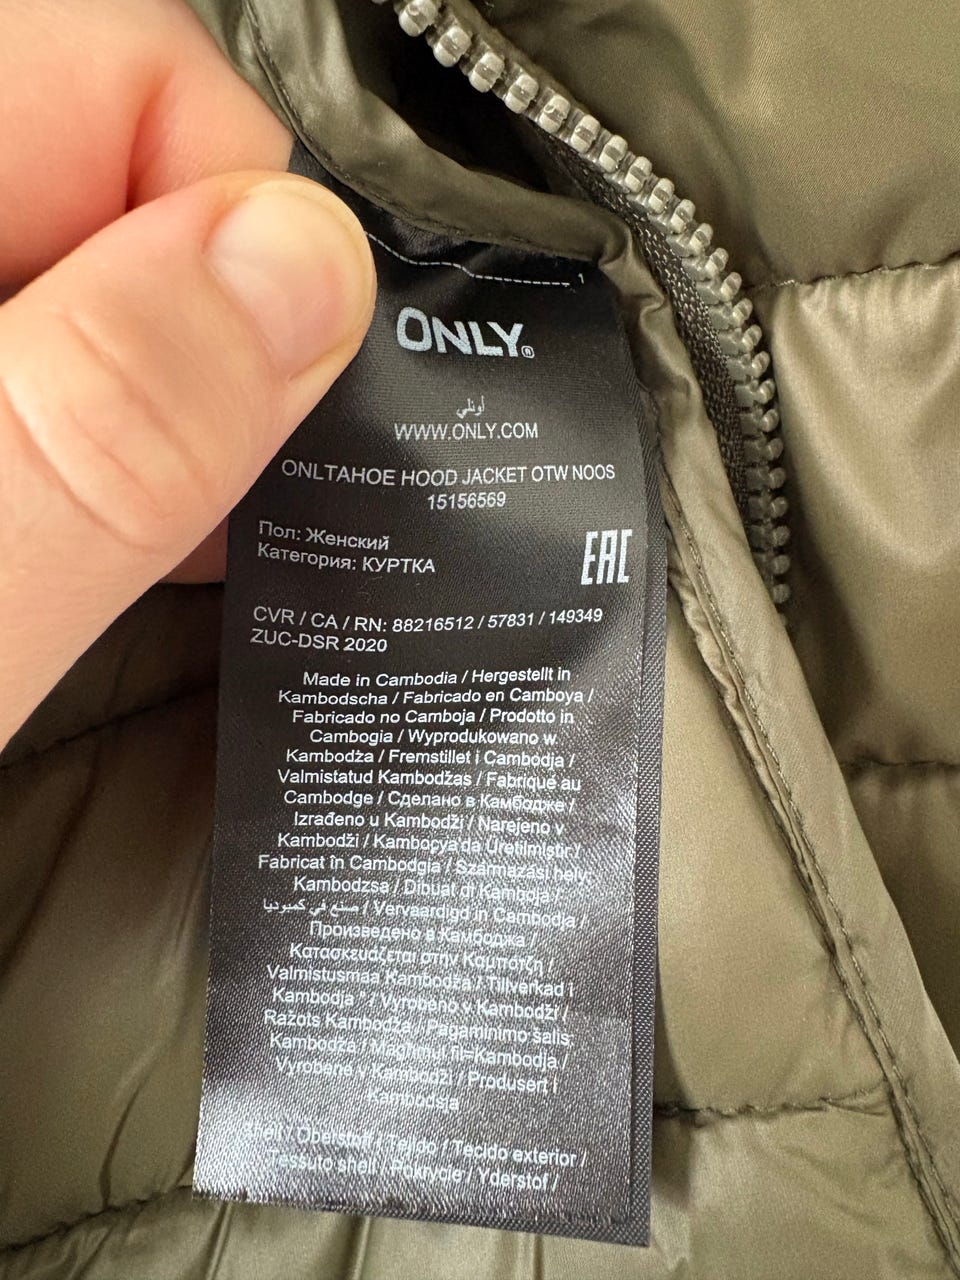 1
ONLY®
أونلي
WWW.ONLY.COM
ONLTAHOE HOOD JACKET OTW NOOS
15156569
Пол: Женский
Категория: КУРТКА
EAC
CVR / CA / RN: 88216512 / 57831 / 149349
ZUC-DSR 2020
Made in Cambodia / Hergestellt in
Kambodscha / Fabricado en Camboya /
Fabricado no Camboja / Prodotto in
Cambogia / Wyprodukowano w
Kambodża / Fremstillet i Cambodja /
Valmistatud Kambodžas / Fabriqué au
Cambodge / Сделано в Камбодже /
Izrađeno u Kambodži / Narejeno v
Kambodži / Камбоçya'da Üretilmiştir /
Fabricat în Cambodgia / Származási hely:
Kambodzsa / Dibuat di Kamboja /
صنع في كمبوديا / Vervaardigd in Cambodja /
Произведено в Камбоджа /
Κατασκευάζεται στην Καμπότζη /
Valmistusmaa Kambodža / Tillverkad i
Kambodja * / Vyrobeno v Kambodži /
Ražots Kambodžā / Pagaminimo šalis:
Kambodža / Magħmul fil-Kambodja /
Vyrobené v Kambodži / Produsert i
Kambodsja
Shell / Oberstoff / Tejido / Tecido exterior /
Tessuto shell / Pokrycie / Yderstof /